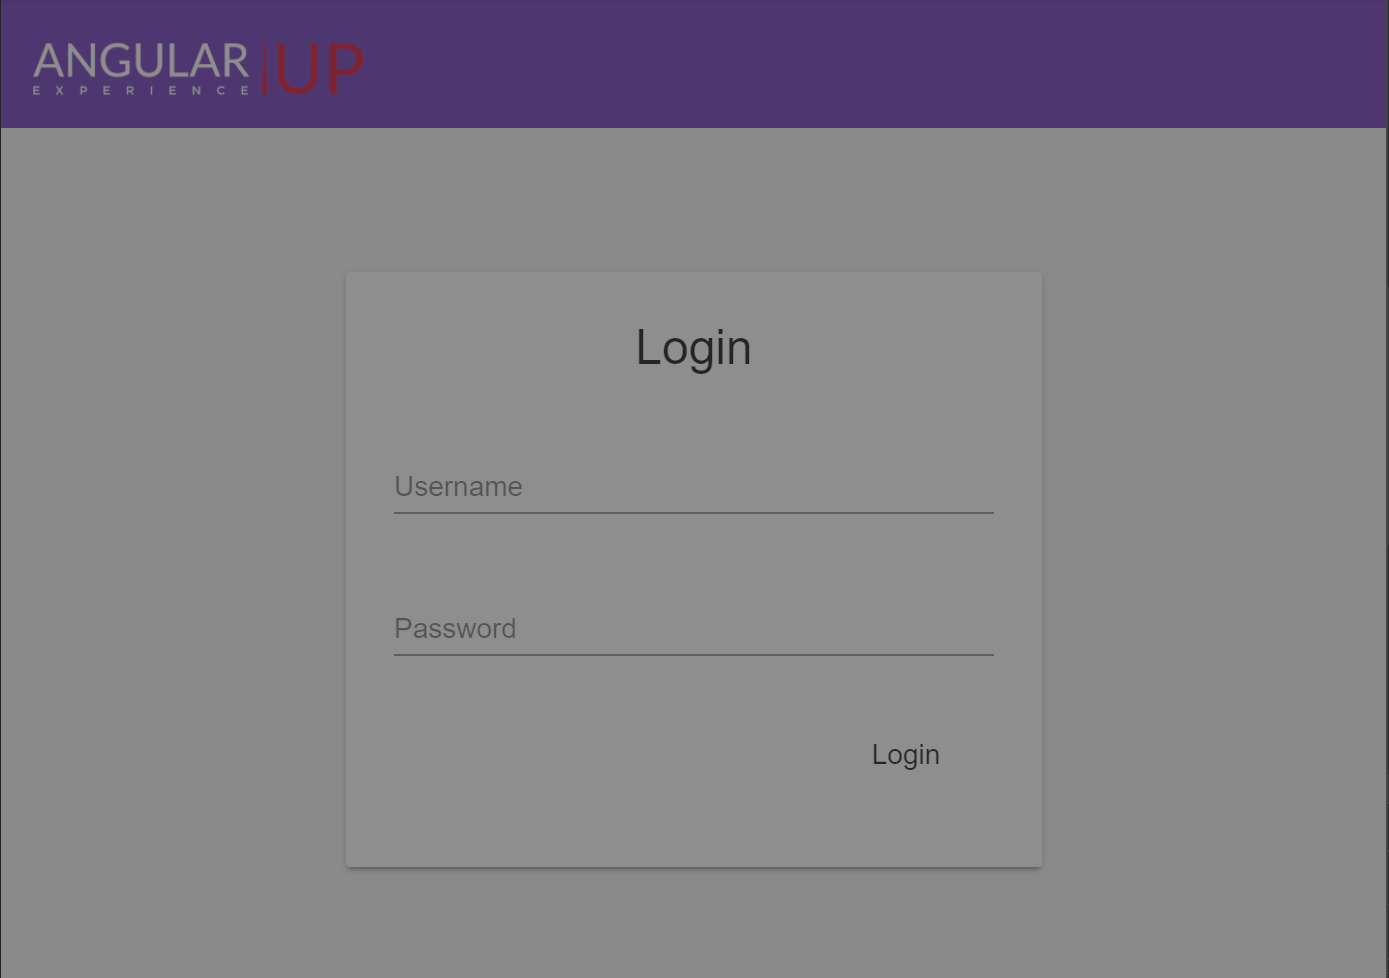 ANGULAR UP
EXPERIENCE
Login
Username
Password
Login